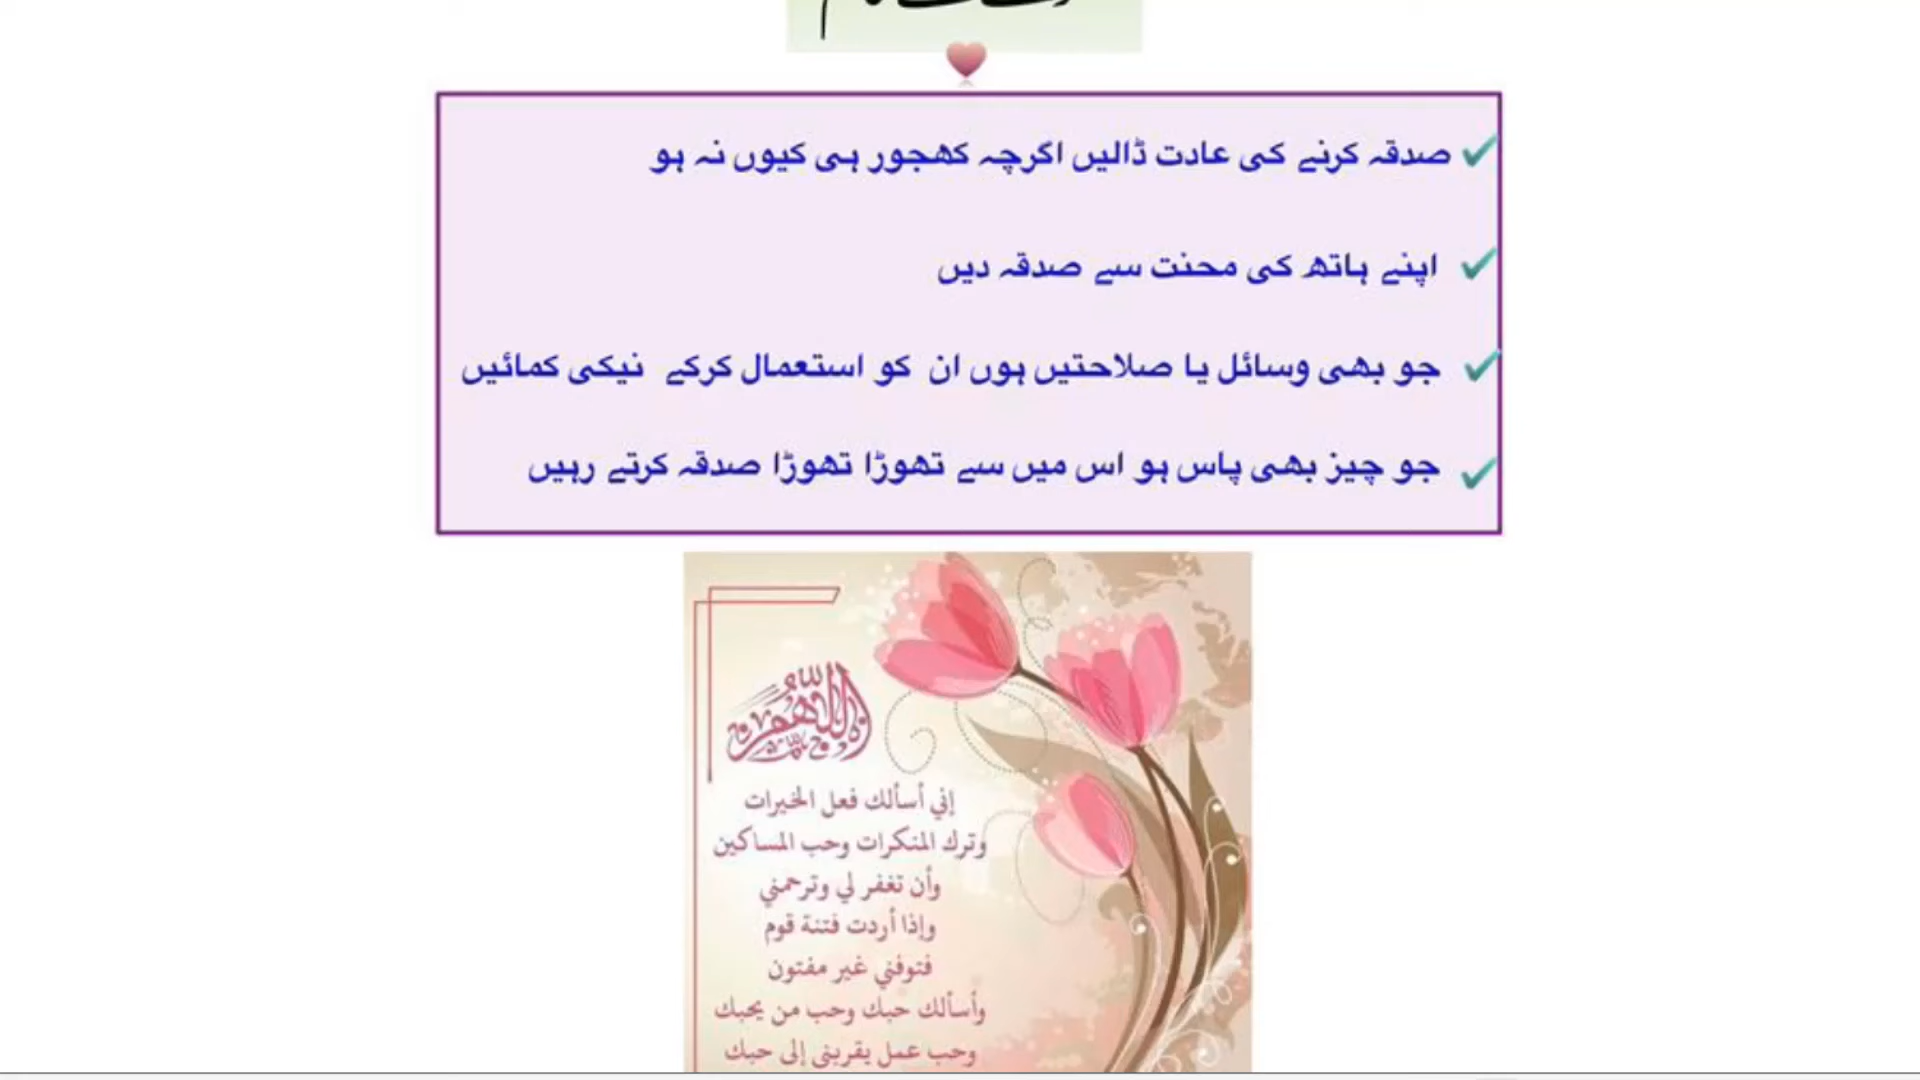 صدقہ کرنے کی عادت ڈالیں اگرچہ کھجور ہی کیوں نہ ہو
اپنے ہاتھ کی محنت سے صدقہ دیں
جو بھی وسائل یا صلاحتیں ہوں ان کو استعمال کرکے نیکی کمائیں
جو چیز بھی پاس ہو اس میں سے تھوڑا تھوڑا صدقہ کرتے رہیں
اللهم
إني أسألك فعل الخيرات
وترك المنكرات وحب المساكين
وأن تغفر لي وترحمني
وإذا أردت فتنة قوم
فتوفني غير مفتون
وأسألك حبك وحب من يحبك
وحب عمل يقربني إلى حبك